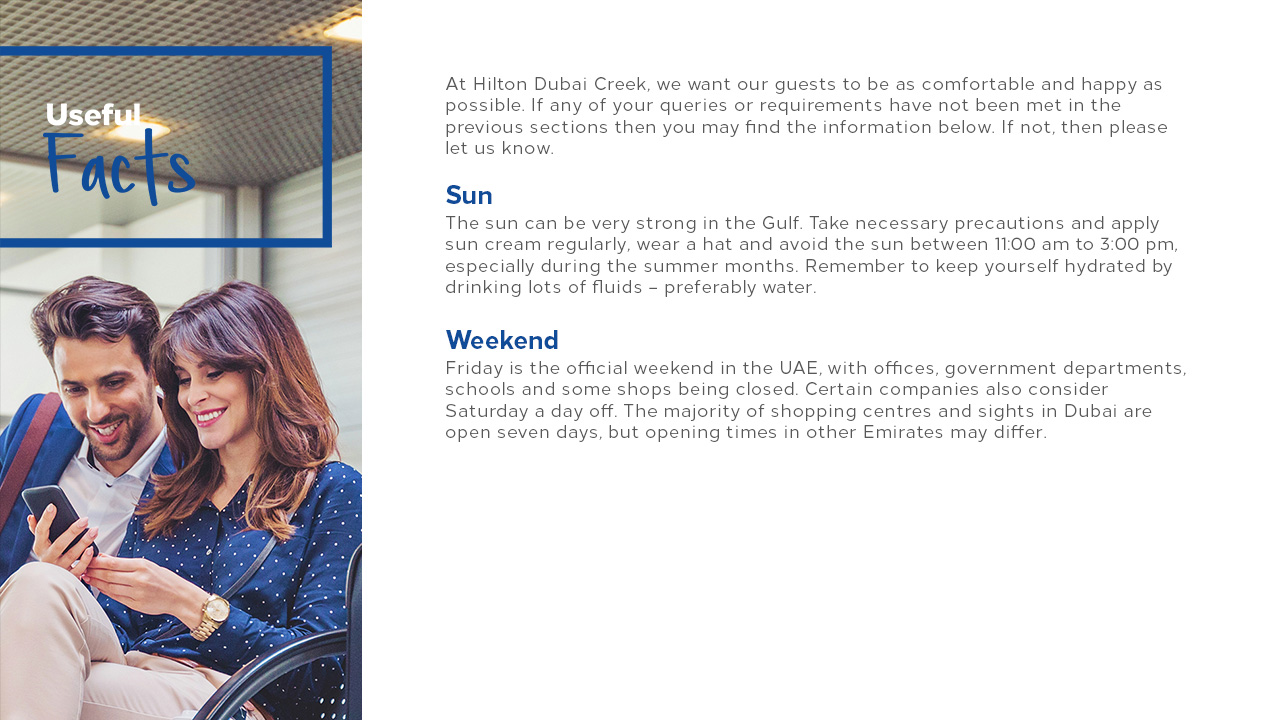 Useful
Facts
At Hilton Dubai Creek, we want our guests to be as comfortable and happy as
possible. If any of your queries or requirements have not been met in the
previous sections then you may find the information below. If not, then please
let us know.
Sun
The sun can be very strong in the Gulf. Take necessary precautions and apply
sun cream regularly, wear a hat and avoid the sun between 11:00 am to 3:00 pm,
especially during the summer months. Remember to keep yourself hydrated by
drinking lots of fluids – preferably water.
Weekend
Friday is the official weekend in the UAE, with offices, government departments,
schools and some shops being closed. Certain companies also consider
Saturday a day off. The majority of shopping centres and sights in Dubai are
open seven days, but opening times in other Emirates may differ.